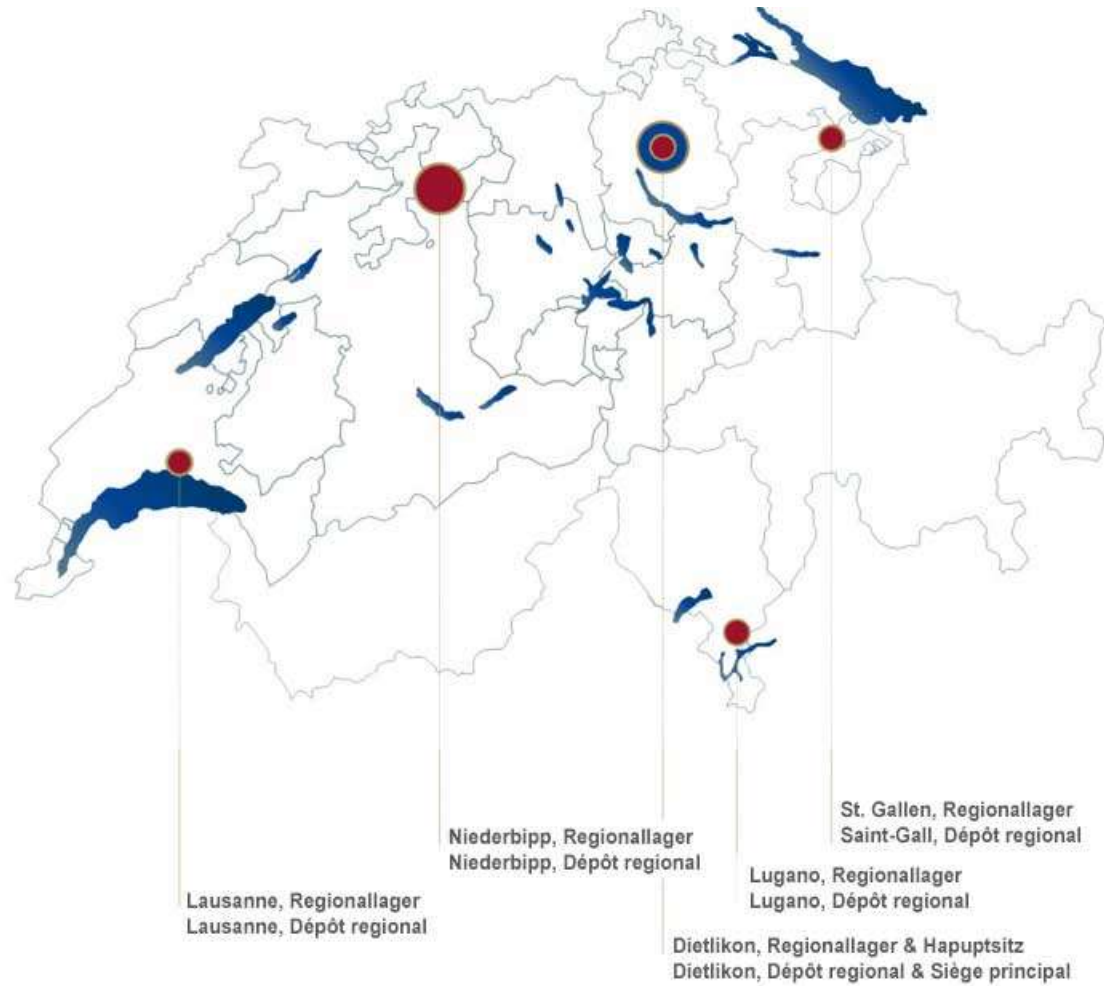 St. Gallen, Regionallager
Saint-Gall, Dépôt regional
Niederbipp, Regionallager
Niederbipp, Dépôt regional
Lugano, Regionallager
Lugano, Dépôt regional
Lausanne, Regionallager
Lausanne, Dépôt regional
Dietlikon, Regionallager & Hapuptsitz
Dietlikon, Dépôt regional & Siège principal